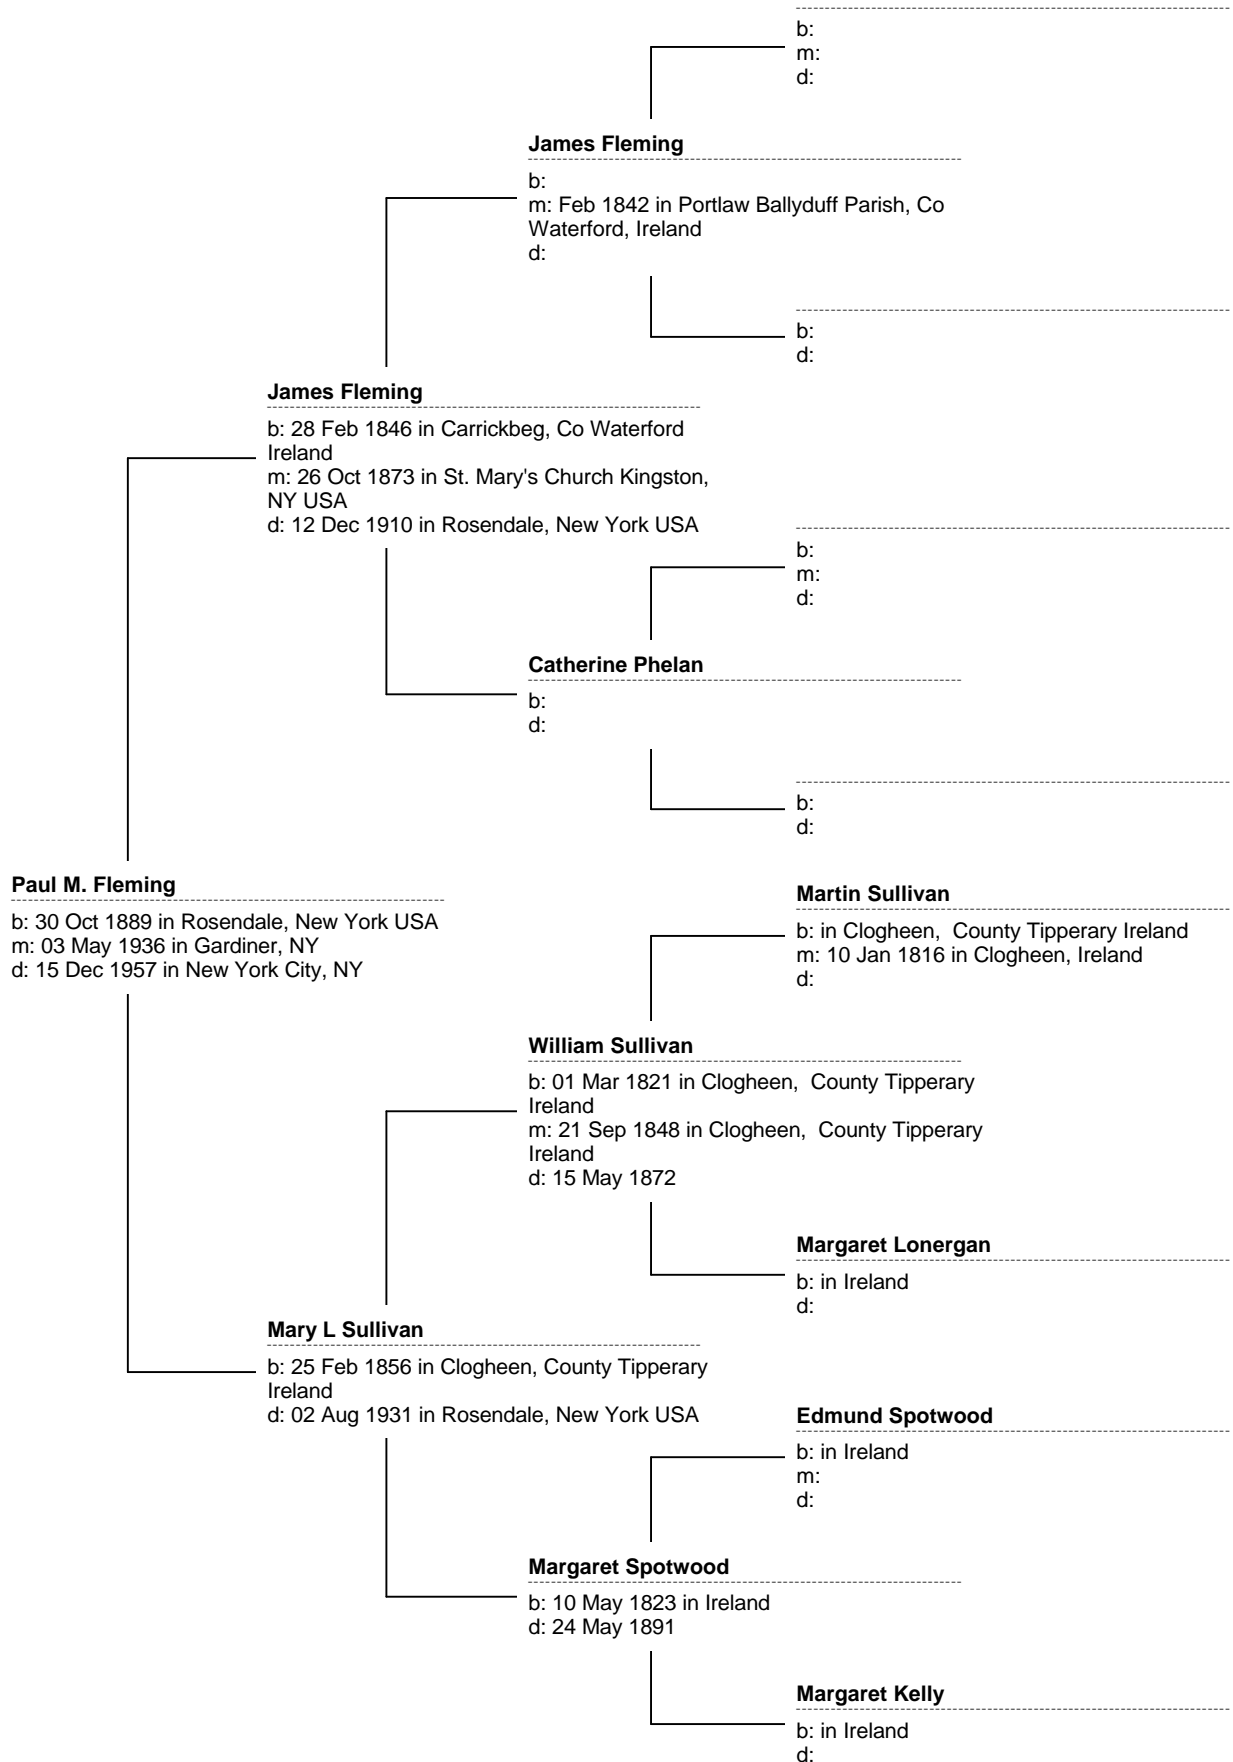 b:
m:
d:
James Fleming
b:
m: Feb 1842 in Portlaw Ballyduff Parish, Co
Waterford, Ireland
d:
b:
d:
James Fleming
b: 28 Feb 1846 in Carrickbeg, Co Waterford
Ireland
m: 26 Oct 1873 in St. Mary's Church Kingston,
NY USA
d: 12 Dec 1910 in Rosendale, New York USA
b:
m:
d:
Catherine Phelan
b:
d:
b:
d:
Paul M. Fleming
b: 30 Oct 1889 in Rosendale, New York USA
m: 03 May 1936 in Gardiner, NY
d: 15 Dec 1957 in New York City, NY
Martin Sullivan
b: in Clogheen,  County Tipperary Ireland
m: 10 Jan 1816 in Clogheen, Ireland
d:
William Sullivan
b: 01 Mar 1821 in Clogheen,  County Tipperary
Ireland
m: 21 Sep 1848 in Clogheen,  County Tipperary
Ireland
d: 15 May 1872
Margaret Lonergan
b: in Ireland
d:
Mary L Sullivan
b: 25 Feb 1856 in Clogheen, County Tipperary
Ireland
d: 02 Aug 1931 in Rosendale, New York USA
Edmund Spotwood
b: in Ireland
m:
d:
Margaret Spotwood
b: 10 May 1823 in Ireland
d: 24 May 1891
Margaret Kelly
b: in Ireland
d: